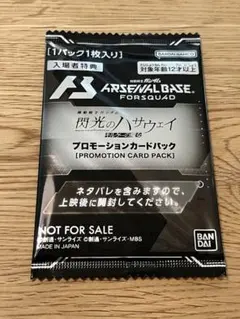 [1パック1枚入り]
入場者特典
対象年齢12才以上
機動戦士ガンダム
ARSENAL BASE
FORSQUAD
機動戦士ガンダム
閃光のハサウェイ
プロモーションカードパック
[PROMOTION CARD PACK]
ネタバレを含みますので、
上映後に開封してください。
NOT FOR SALE
©創通・サンライズ ©創通・サンライズ・MBS
MADE IN JAPAN
BAN
DAI